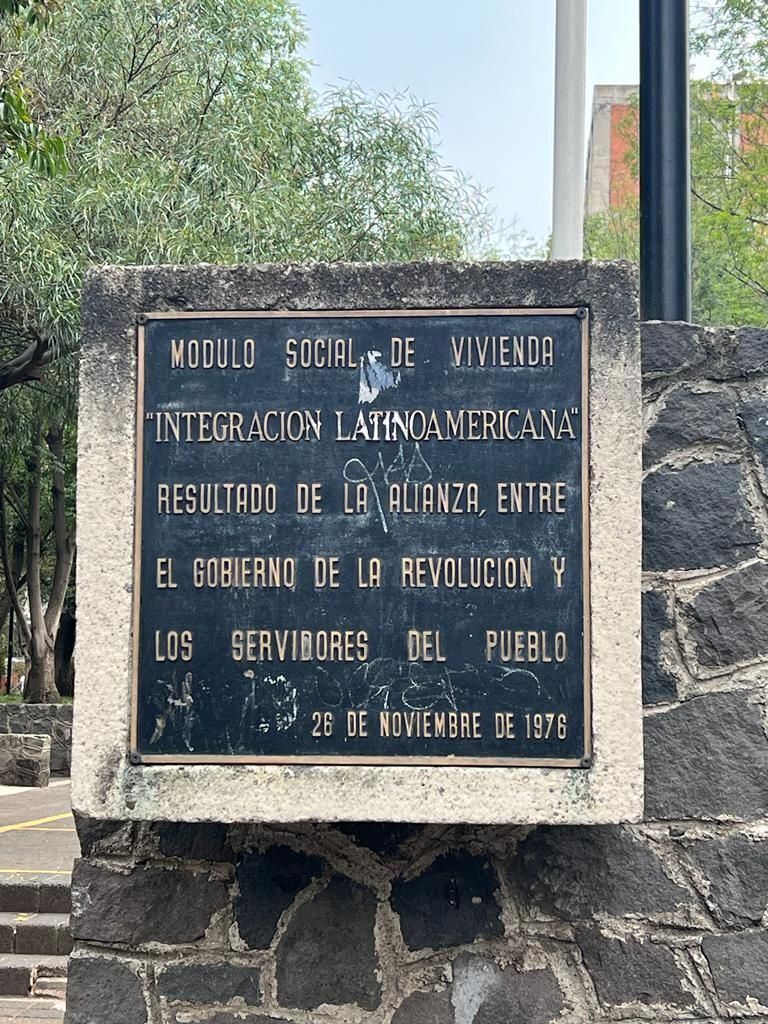 MODULO SOCIAL DE VIVIENDA
"INTEGRACION LATINOAMERICANA"
RESULTADO DE LA ALIANZA, ENTRE
EL GOBIERNO DE LA REVOLUCION Y
LOS SERVIDORES DEL PUEBLO
26 DE NOVIEMBRE DE 1976